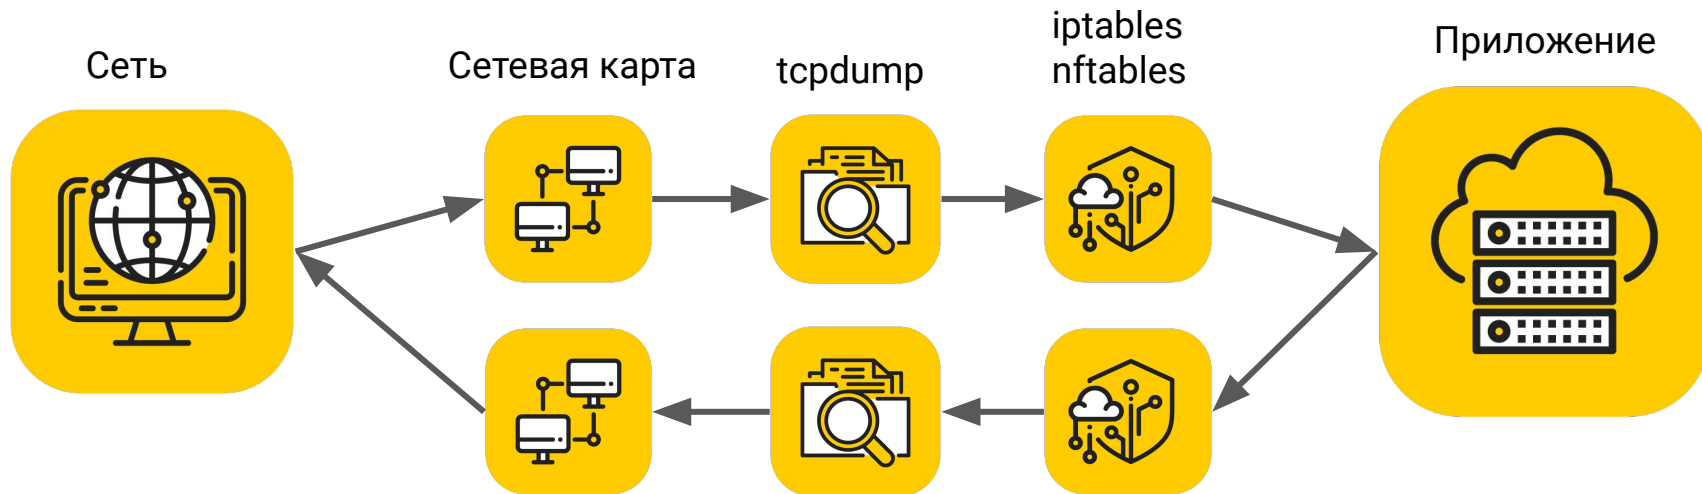 Сеть
Сетевая карта
tcpdump
iptables
nftables
Приложение